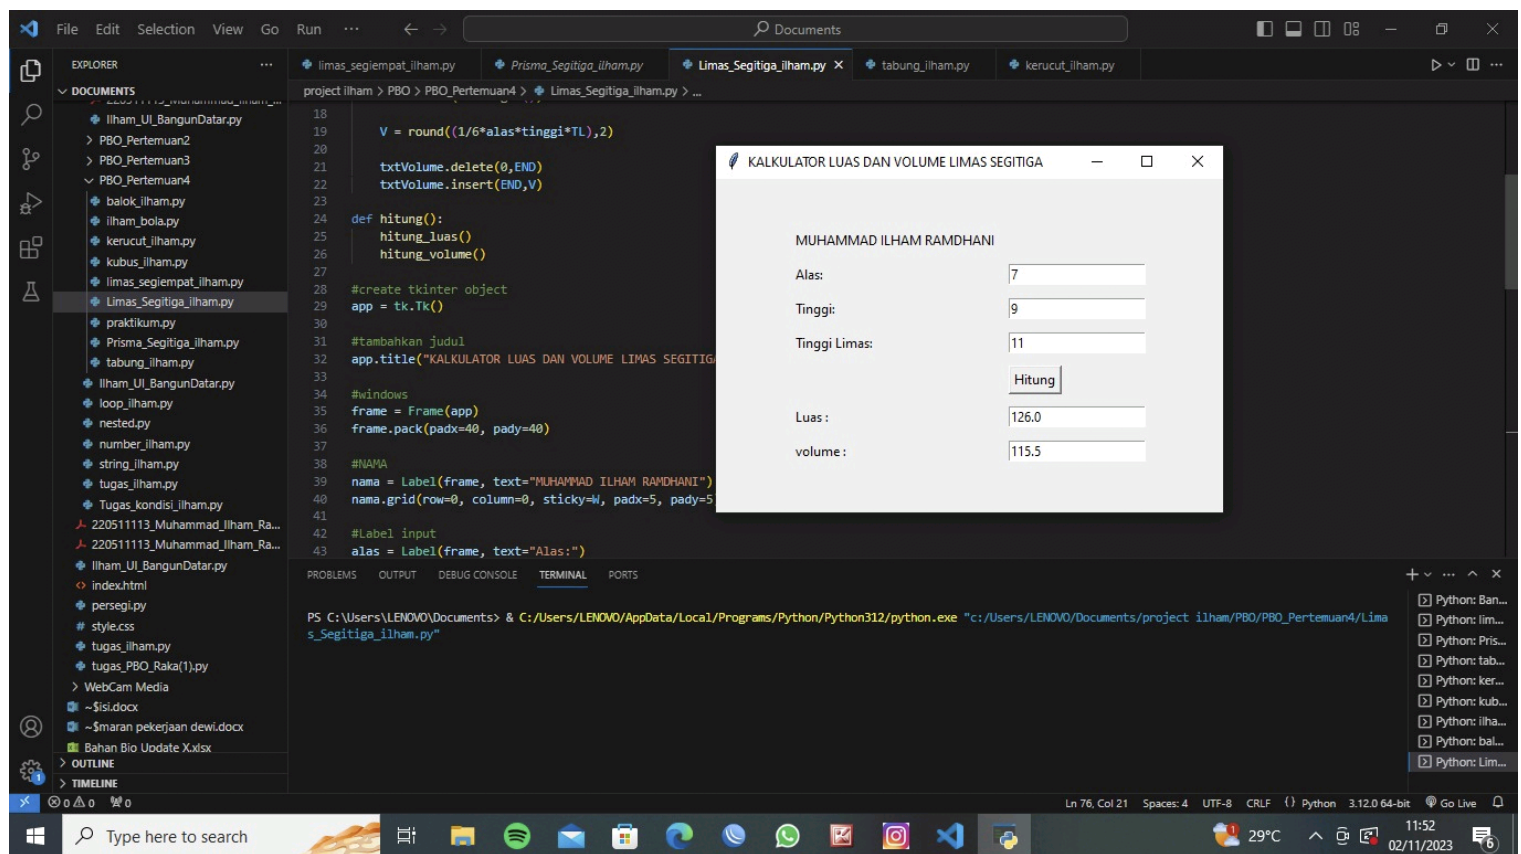 File Edit Selection View Go Run ··· Documents
EXPLORER ···
limas_segiempat_ilham.py Prisma_Segitiga_ilham.py Limas_Segitiga_ilham.py tabung_ilham.py kerucut_ilham.py
DOCUMENTS
project ilham > PBO > PBO_Pertemuan4 > Limas_Segitiga_ilham.py > ...
Ilham_UI_BangunDatar.py
PBO_Pertemuan2
PBO_Pertemuan3
PBO_Pertemuan4
balok_ilham.py
ilham_bola.py
kerucut_ilham.py
kubus_ilham.py
limas_segiempat_ilham.py
Limas_Segitiga_ilham.py
praktikum.py
Prisma_Segitiga_ilham.py
tabung_ilham.py
Ilham_UI_BangunDatar.py
loop_ilham.py
nested.py
number_ilham.py
string_ilham.py
tugas_ilham.py
Tugas_kondisi_ilham.py
220511113_Muhammad_Ilham_Ra...
220511113_Muhammad_Ilham_Ra...
Ilham_UI_BangunDatar.py
index.html
persegi.py
style.css
tugas_ilham.py
tugas_PBO_Raka(1).py
WebCam Media
~$isi.docx
~$maran pekerjaan dewi.docx
Bahan Bio Update X.xlsx
OUTLINE
TIMELINE
18
19 V = round((1/6*alas*tinggi*TL),2)
20
21 txtVolume.delete(0,END)
22 txtVolume.insert(END,V)
23
24 def hitung():
25 hitung_luas()
26 hitung_volume()
27
28 #create tkinter object
29 app = tk.Tk()
30
31 #tambahkan judul
32 app.title("KALKULATOR LUAS DAN VOLUME LIMAS SEGITIGA
33
34 #windows
35 frame = Frame(app)
36 frame.pack(padx=40, pady=40)
37
38 #NAMA
39 nama = Label(frame, text="MUHAMMAD ILHAM RAMDHANI")
40 nama.grid(row=0, column=0, sticky=W, padx=5, pady=5
41
42 #Label input
43 alas = Label(frame, text="Alas:")
KALKULATOR LUAS DAN VOLUME LIMAS SEGITIGA
MUHAMMAD ILHAM RAMDHANI
Alas: 7
Tinggi: 9
Tinggi Limas: 11
Hitung
Luas : 126.0
volume : 115.5
PROBLEMS OUTPUT DEBUG CONSOLE TERMINAL PORTS
PS C:\Users\LENOVO\Documents> & C:/Users/LENOVO/AppData/Local/Programs/Python/Python312/python.exe "c:/Users/LENOVO/Documents/project ilham/PBO/PBO_Pertemuan4/Lima
s_Segitiga_ilham.py"
Python: Ban...
Python: lim...
Python: Pris...
Python: tab...
Python: ker...
Python: kub...
Python: ilha...
Python: bal...
Python: Lim...
1
0 0 0 Ln 76, Col 21 Spaces: 4 UTF-8 CRLF {} Python 3.12.0 64-bit Go Live
Type here to search 29°C 11:52
02/11/2023
6